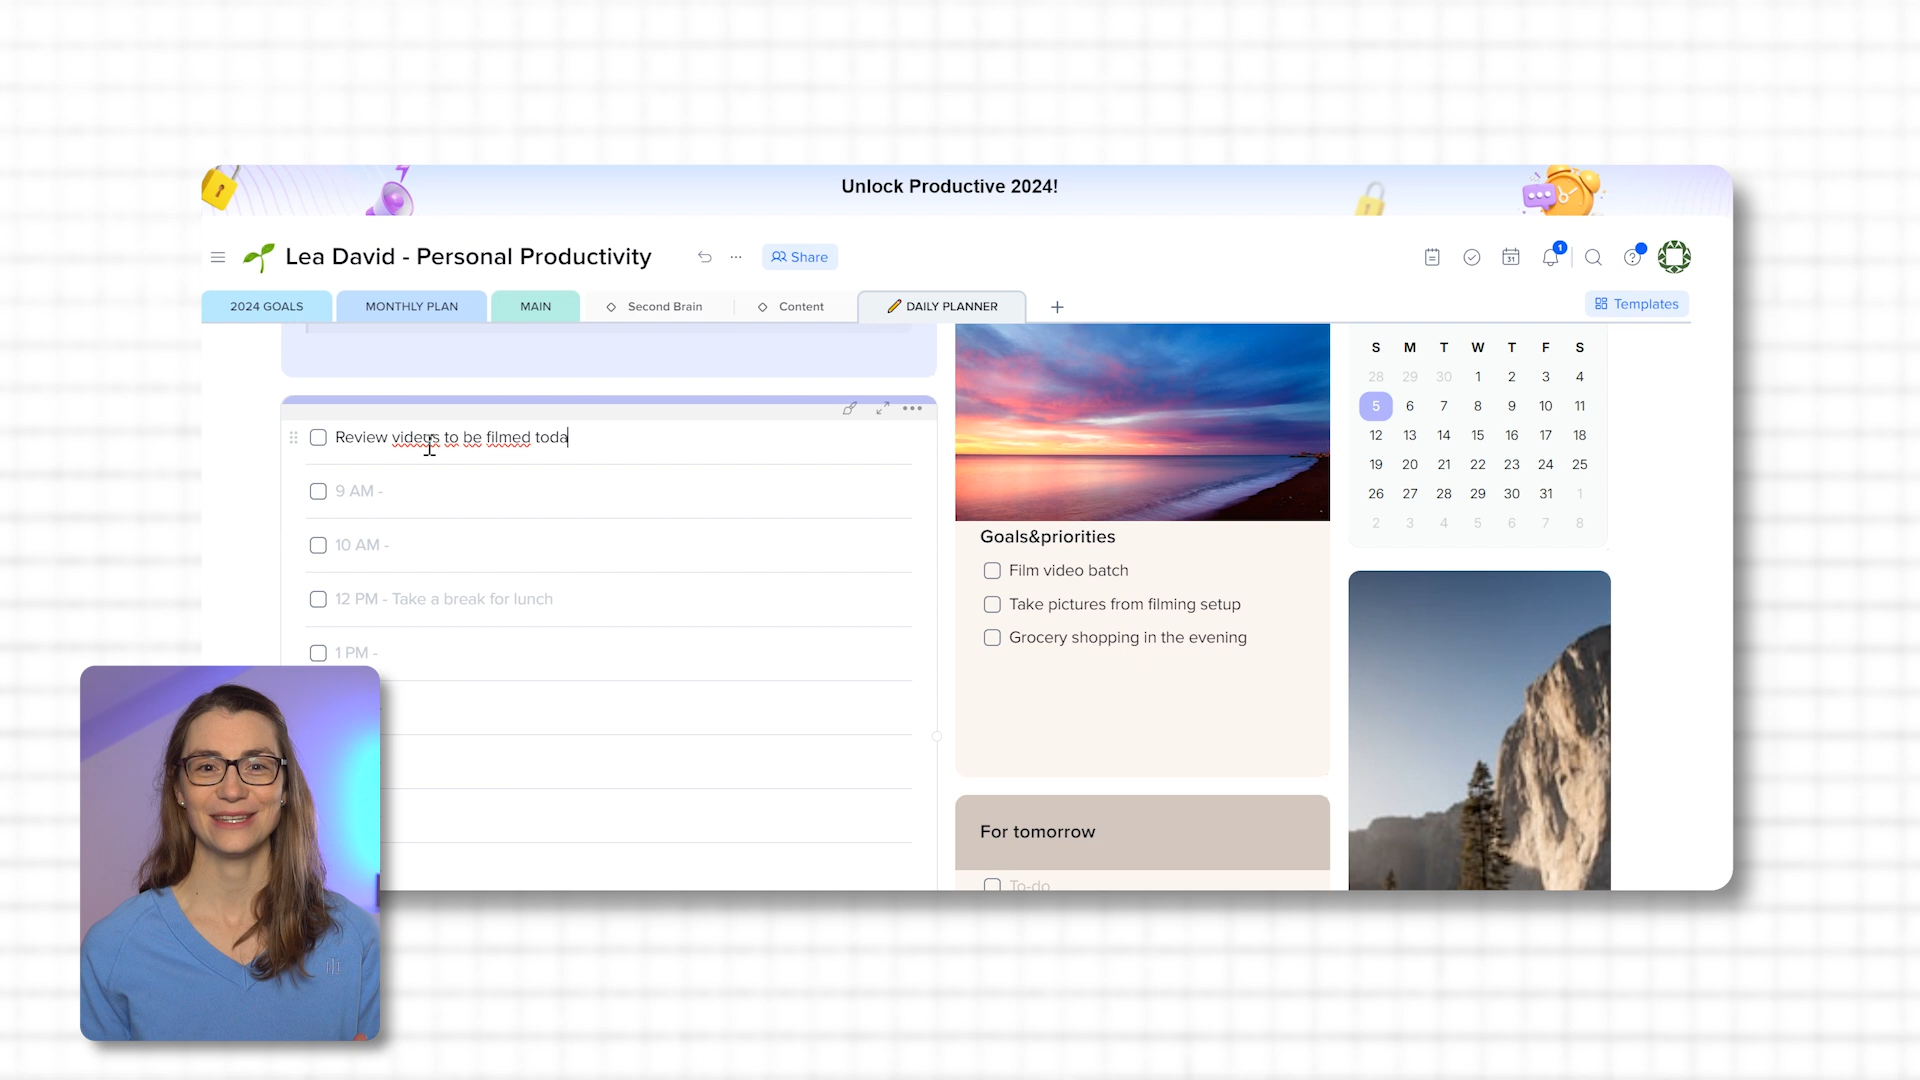 Unlock Productive 2024!
Lea David - Personal Productivity
Share
31
1
2024 GOALS
MONTHLY PLAN
MAIN
Second Brain
Content
DAILY PLANNER
+
Templates
Review videos to be filmed toda
9 AM -
10 AM -
12 PM - Take a break for lunch
1 PM -
Goals&priorities
Film video batch
Take pictures from filming setup
Grocery shopping in the evening
For tomorrow
To-do
S M T W T F S
28 29 30 1 2 3 4
5 6 7 8 9 10 11
12 13 14 15 16 17 18
19 20 21 22 23 24 25
26 27 28 29 30 31 1
2 3 4 5 6 7 8